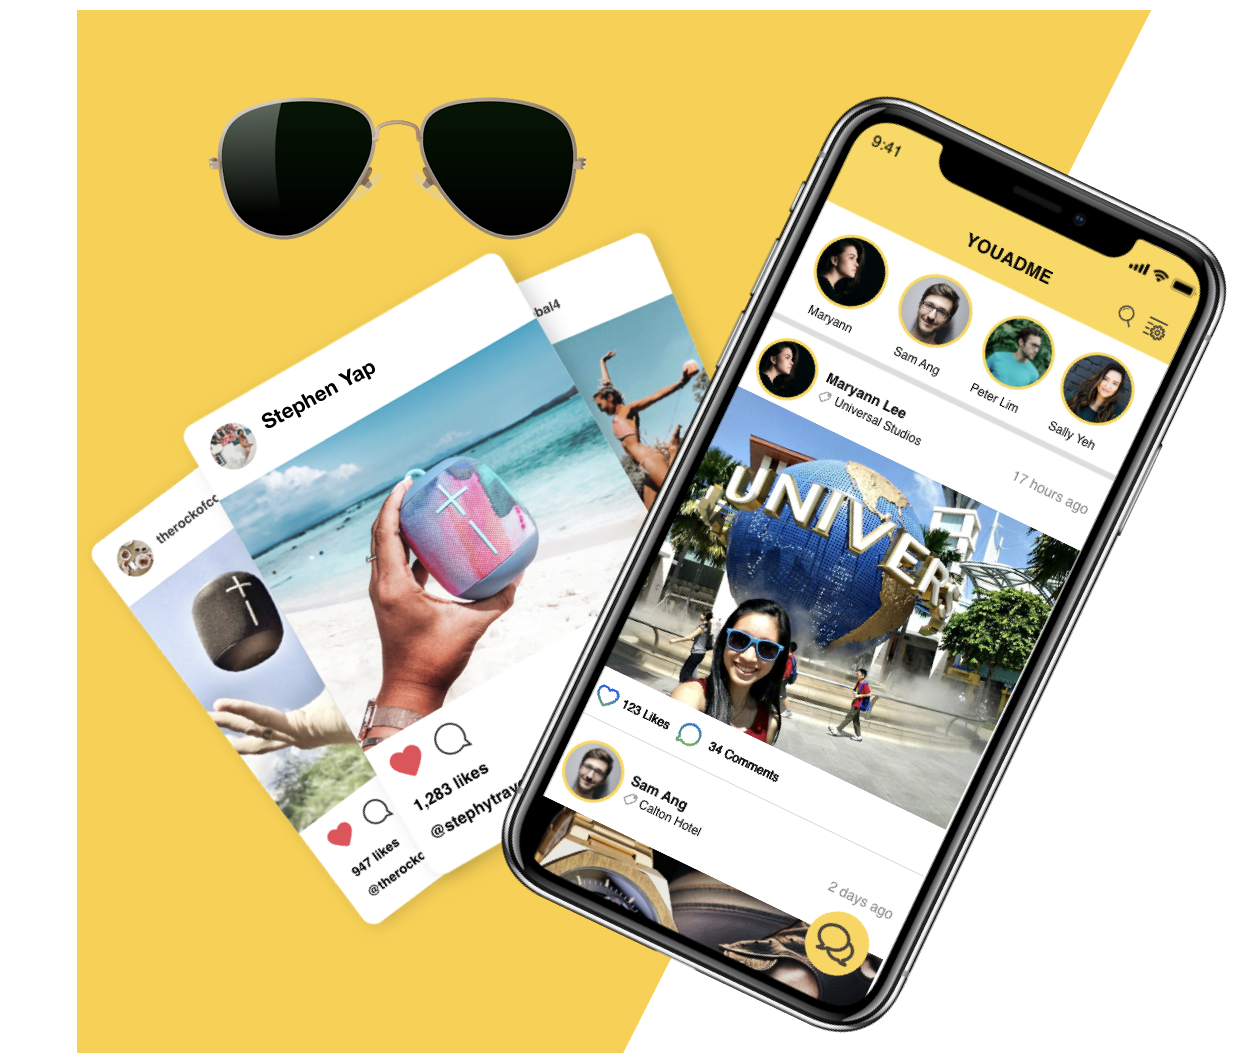 9:41
YOUADME
Maryann
Sam Ang
Peter Lim
Sally Yeh
Maryann Lee
Universal Studios
17 hours ago
UNIVERS
123 Likes
34 Comments
Sam Ang
Calton Hotel
2 days ago
bal4
Stephen Yap
1,283 likes
@stephytrave
therockofcc
947 likes
@therockc